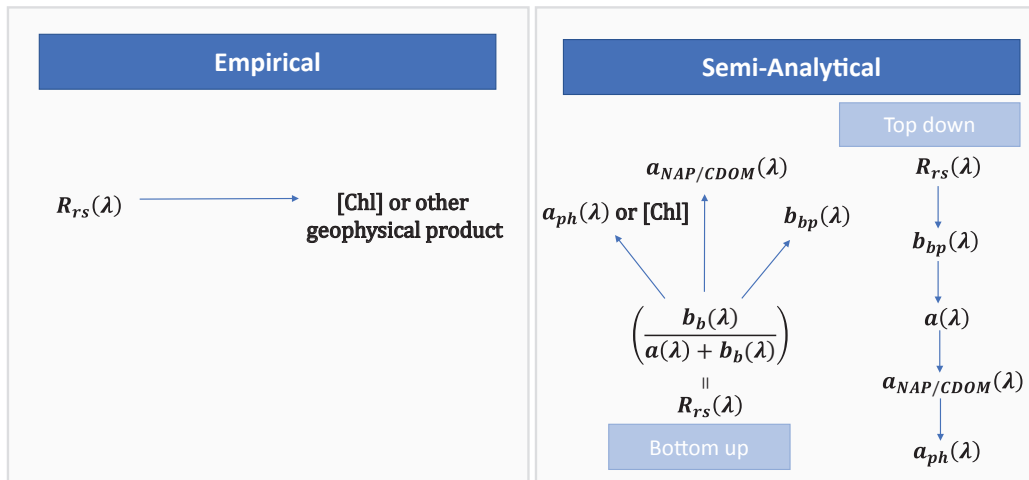 Empirical
R_rs(λ)
[Chl] or other
geophysical product
Semi-Analytical
a_NAP/CDOM(λ)
a_ph(λ) or [Chl]
b_bp(λ)
(b_b(λ) / a(λ) + b_b(λ))
=
R_rs(λ)
Bottom up
Top down
R_rs(λ)
b_bp(λ)
a(λ)
a_NAP/CDOM(λ)
a_ph(λ)